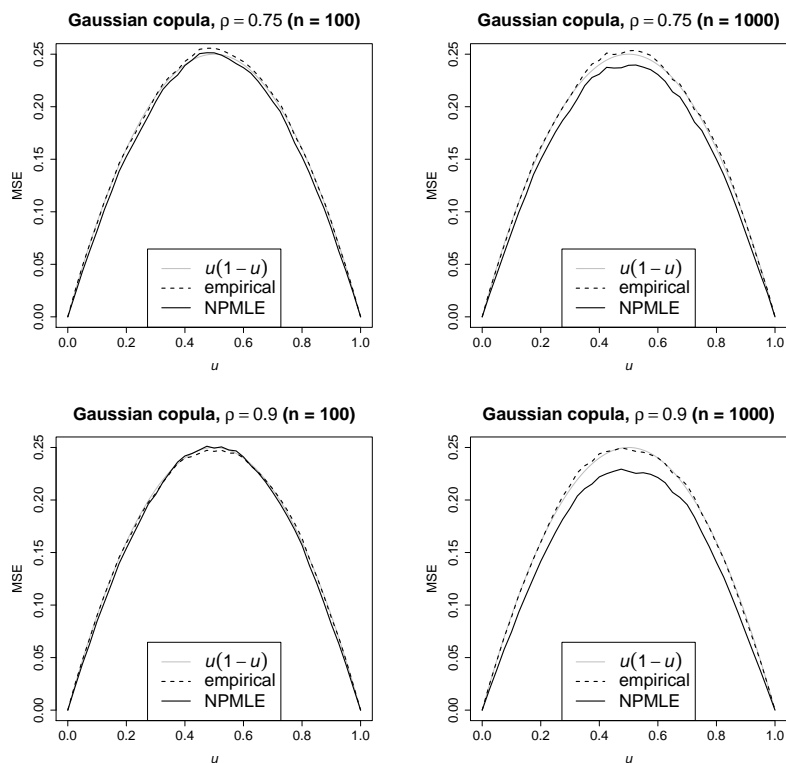 Gaussian copula, ρ = 0.75 (n = 100)
MSE
0.00
0.05
0.10
0.15
0.20
0.25
0.0 0.2 0.4 0.6 0.8 1.0
u
u(1 − u)
empirical
NPMLE
Gaussian copula, ρ = 0.75 (n = 1000)
MSE
0.00
0.05
0.10
0.15
0.20
0.25
0.0 0.2 0.4 0.6 0.8 1.0
u
u(1 − u)
empirical
NPMLE
Gaussian copula, ρ = 0.9 (n = 100)
MSE
0.00
0.05
0.10
0.15
0.20
0.25
0.0 0.2 0.4 0.6 0.8 1.0
u
u(1 − u)
empirical
NPMLE
Gaussian copula, ρ = 0.9 (n = 1000)
MSE
0.00
0.05
0.10
0.15
0.20
0.25
0.0 0.2 0.4 0.6 0.8 1.0
u
u(1 − u)
empirical
NPMLE